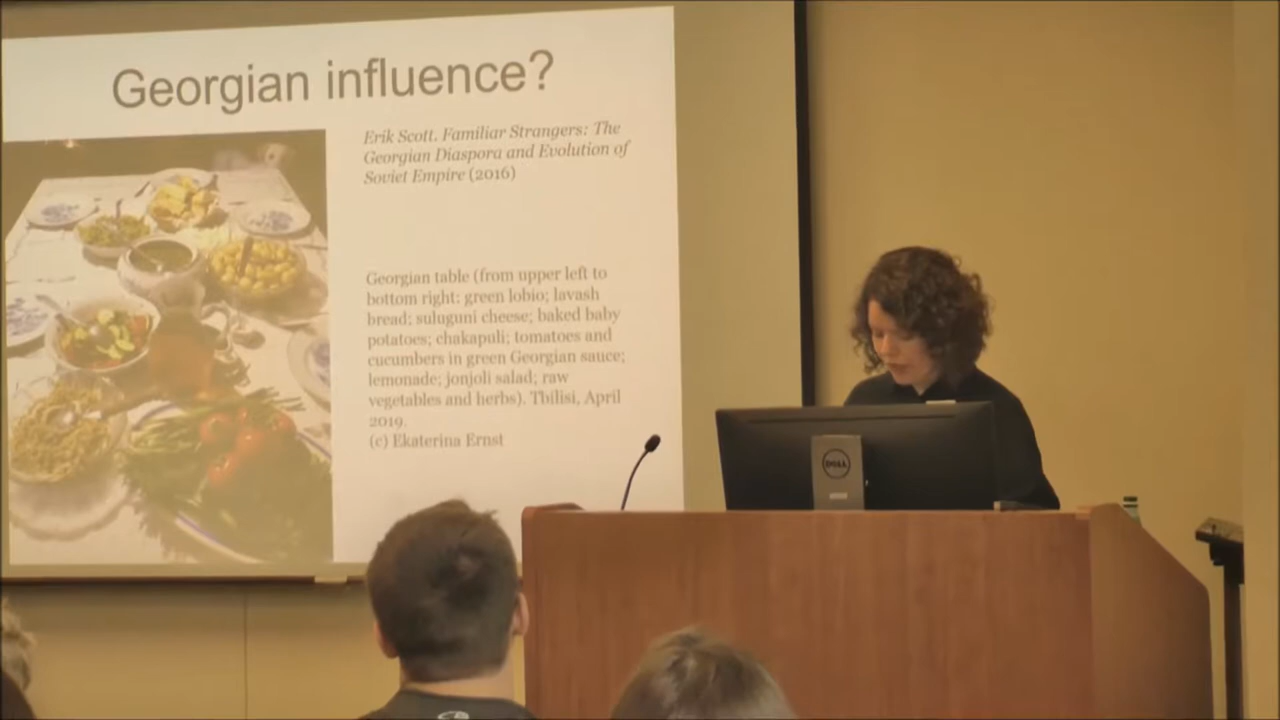 Georgian influence?
Erik Scott. Familiar Strangers: The
Georgian Diaspora and Evolution of
Soviet Empire (2016)
Georgian table (from upper left to
bottom right: green lobio; lavash
bread; suluguni cheese; baked baby
potatoes; chakapuli; tomatoes and
cucumbers in green Georgian sauce;
lemonade; jonjoli salad; raw
vegetables and herbs). Tbilisi, April
2019.
(c) Ekaterina Ernst
DELL